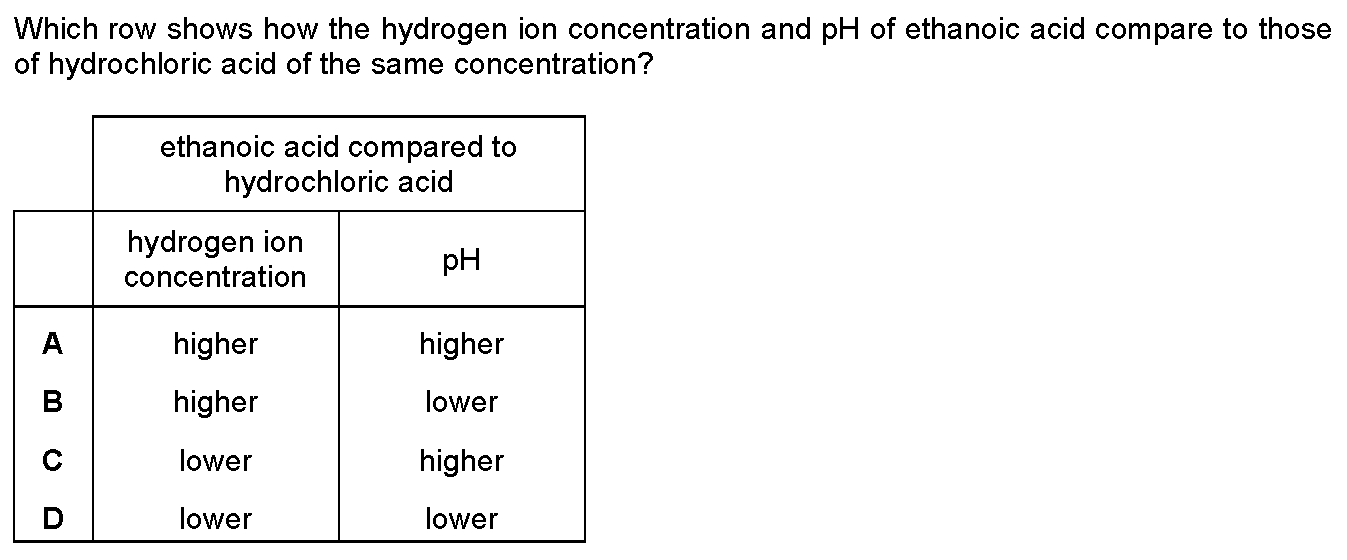 Which row shows how the hydrogen ion concentration and pH of ethanoic acid compare to those
of hydrochloric acid of the same concentration?
ethanoic acid compared to
hydrochloric acid
hydrogen ion
concentration
pH
A higher higher
B higher lower
C lower higher
D lower lower